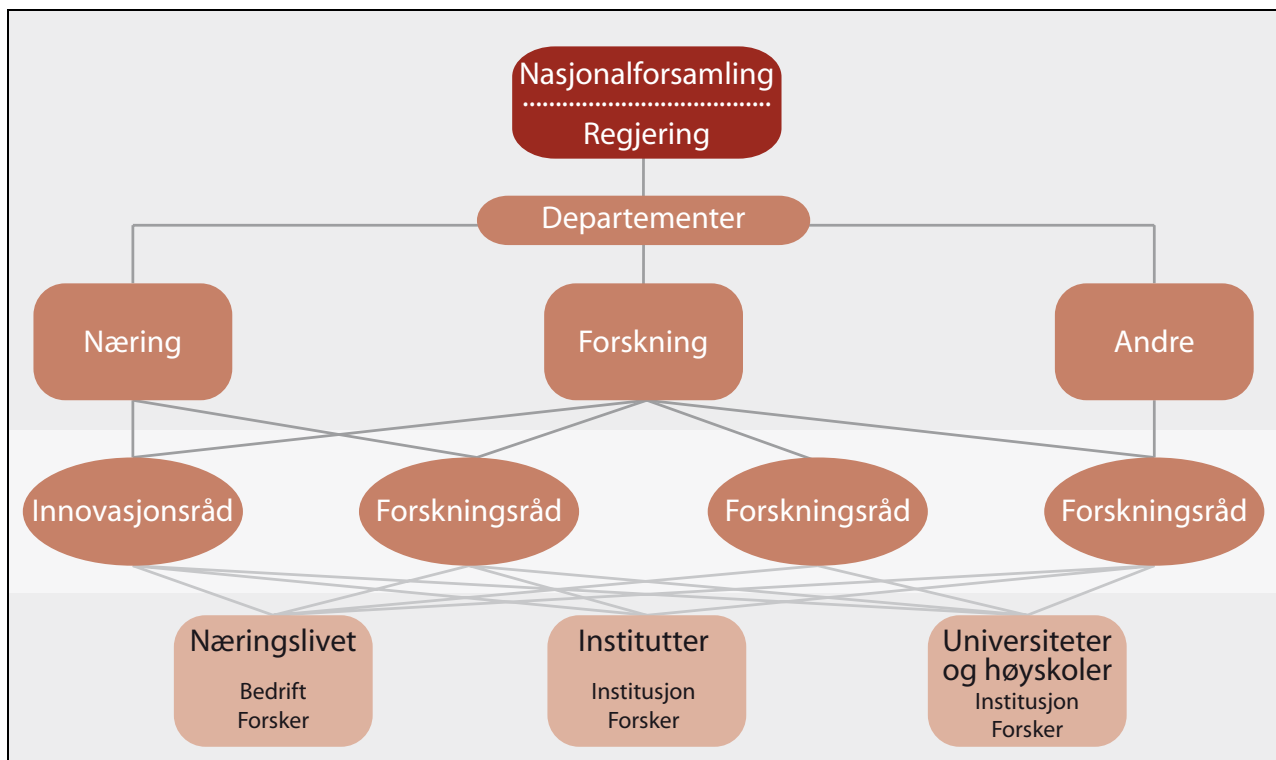 Nasjonalforsamling
Regjering
Departementer
Næring
Forskning
Andre
Innovasjonsråd
Forskningsråd
Forskningsråd
Forskningsråd
Næringslivet
Bedrift
Forsker
Institutter
Institusjon
Forsker
Universiteter
og høyskoler
Institusjon
Forsker